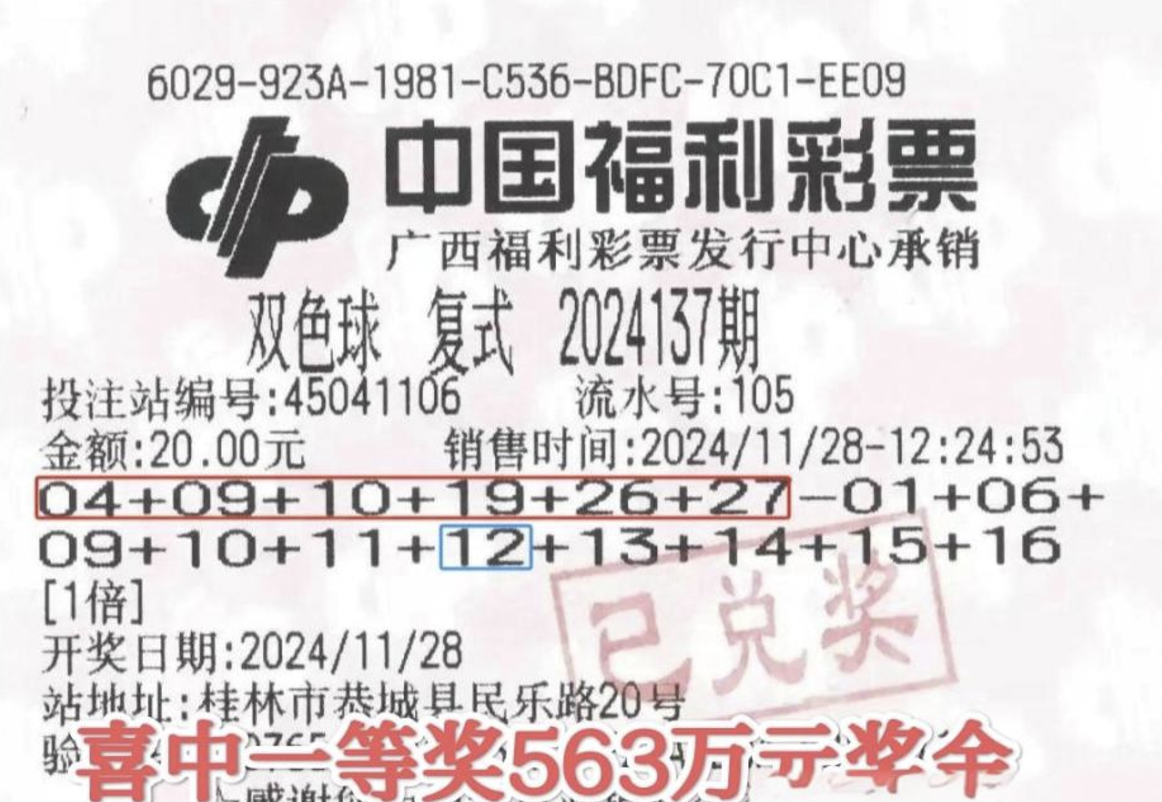 6029-923A-1981-C536-BDFC-70C1-EE09
中国福利彩票
广西福利彩票发行中心承销
双色球 复式 2024137期
投注站编号:45041106 流水号:105
金额:20.00元 销售时间:2024/11/28-12:24:53
04+09+10+19+26+27-01+06+
09+10+11+12+13+14+15+16
[1倍]
已兑奖
开奖日期:2024/11/28
站地址:桂林市恭城县民乐路20号
验
喜中一等奖563万元奖金
感谢